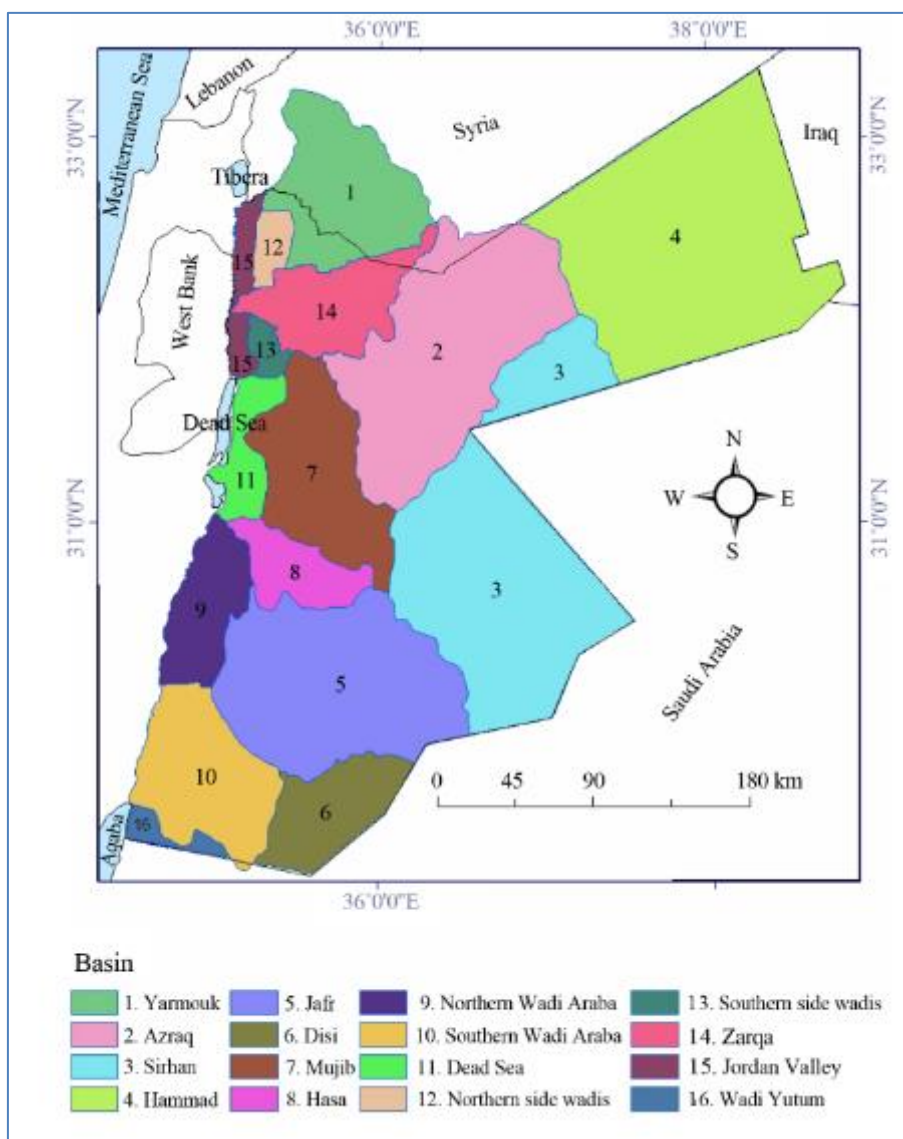 36°0'0"E 38°0'0"E
Mediterranean Sea
Lebanon
Syria
Iraq
33°0'0"N
33°0'0"N
Tibera
1
4
12
15
West Bank
14
2
13
15
3
Dead Sea
7
11
N
W E
S
31°0'0"N
31°0'0"N
8
3
9
5
Saudi Arabia
10
6
0 45 90 180 km
16
Aqaba
36°0'0"E
Basin
1. Yarmouk 5. Jafr 9. Northern Wadi Araba 13. Southern side wadis
2. Azraq 6. Disi 10. Southern Wadi Araba 14. Zarqa
3. Sirhan 7. Mujib 11. Dead Sea 15. Jordan Valley
4. Hammad 8. Hasa 12. Northern side wadis 16. Wadi Yutum